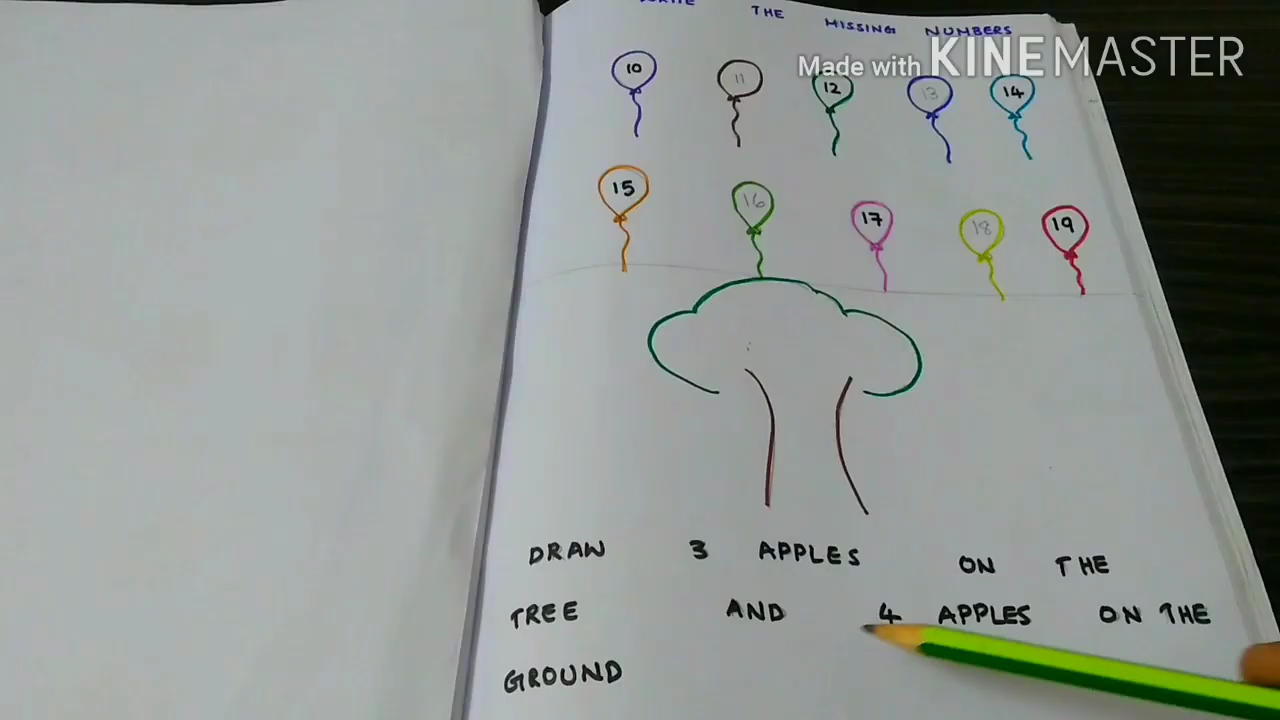 THE MISSING NUMBERS
Made with KINEMASTER
10 11 12 13 14
15 16 17 18 19
DRAW 3 APPLES ON THE
TREE AND 4 APPLES ON THE
GROUND